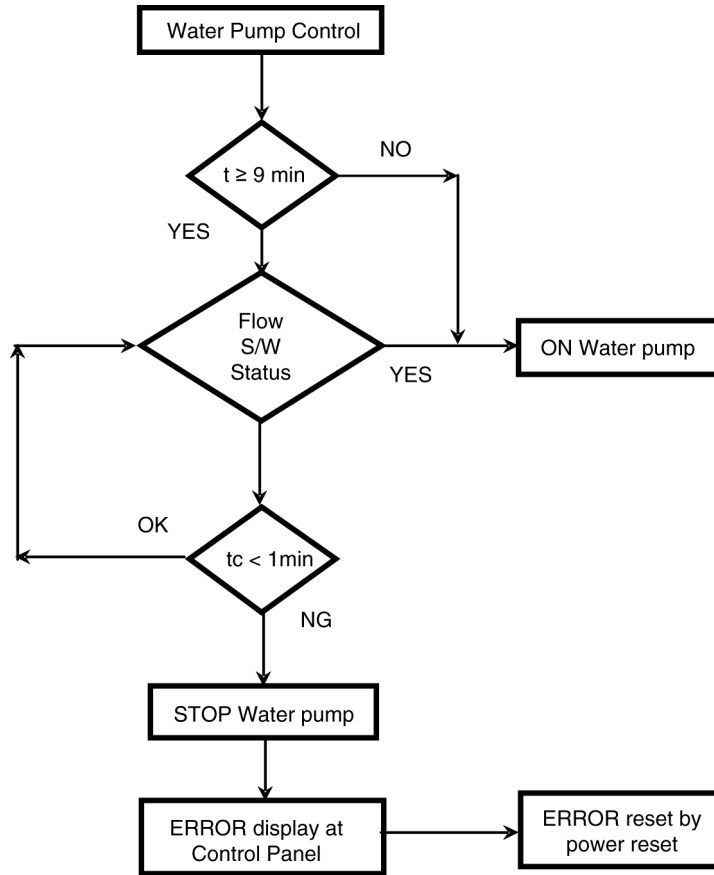 Water Pump Control
t ≥ 9 min
NO
YES
Flow
S/W
Status
YES
ON Water pump
OK
tc < 1min
NG
STOP Water pump
ERROR display at
Control Panel
ERROR reset by
power reset